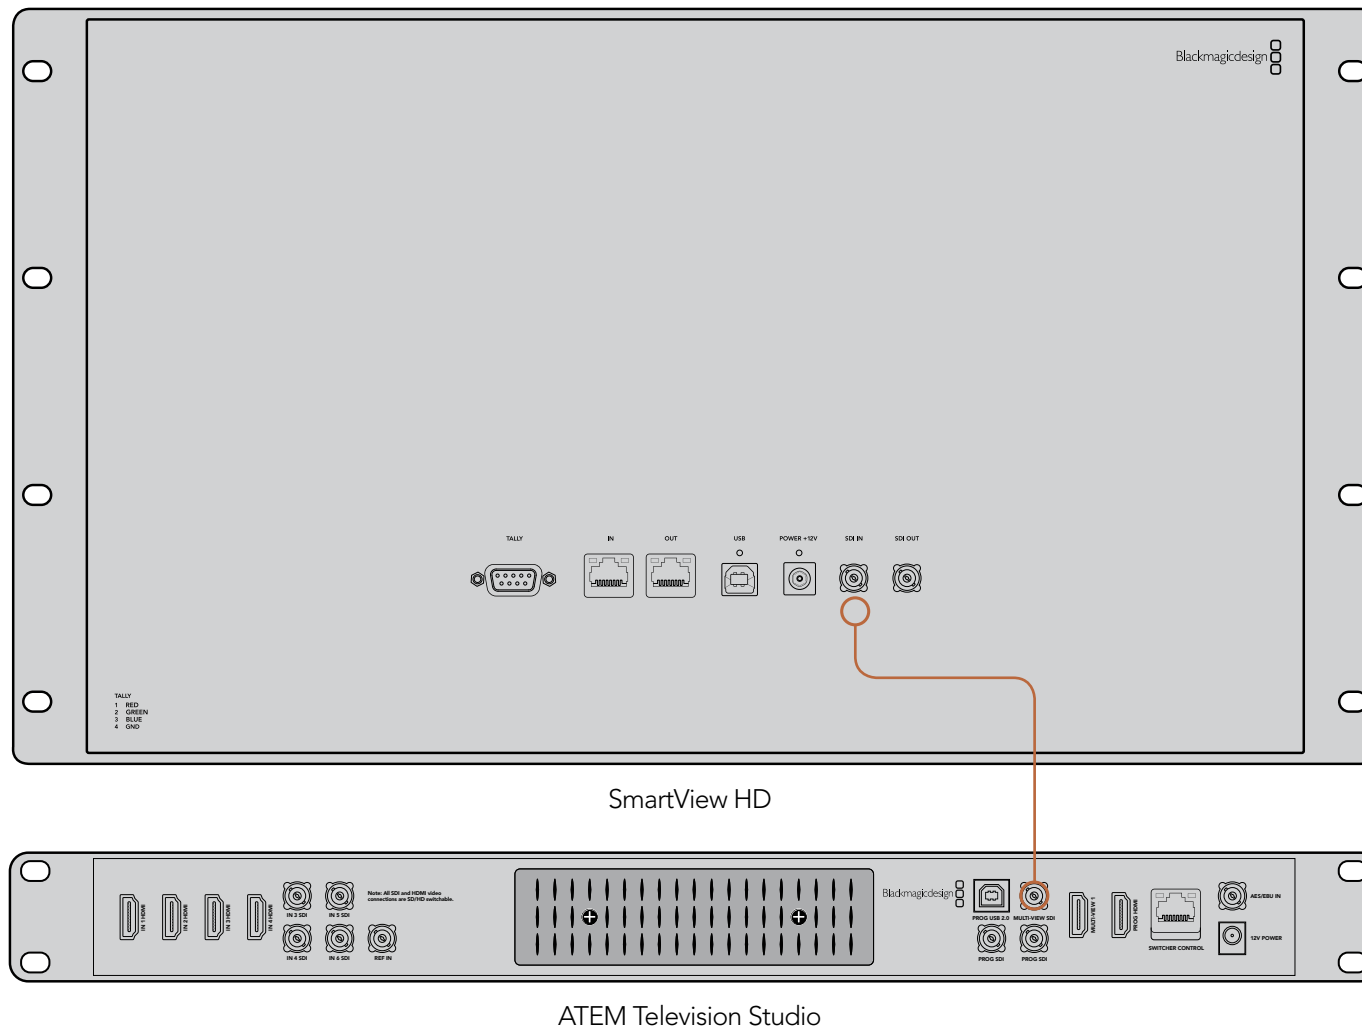 Blackmagicdesign
TALLY
IN
OUT
USB
POWER +12V
SDI IN
SDI OUT
TALLY
1 RED
2 GREEN
3 BLUE
4 GND
SmartView HD
IN 1 HDMI
IN 2 HDMI
IN 3 HDMI
IN 4 HDMI
IN 3 SDI
IN 5 SDI
IN 4 SDI
IN 6 SDI
REF IN
Note: All SDI and HDMI video
connections are SD/HD switchable.
Blackmagicdesign
PROG USB 2.0
MULTI-VIEW SDI
PROG SDI
PROG SDI
MULTI-VIEW 1
PROG HDMI
SWITCHER CONTROL
AES/EBU IN
12V POWER
ATEM Television Studio